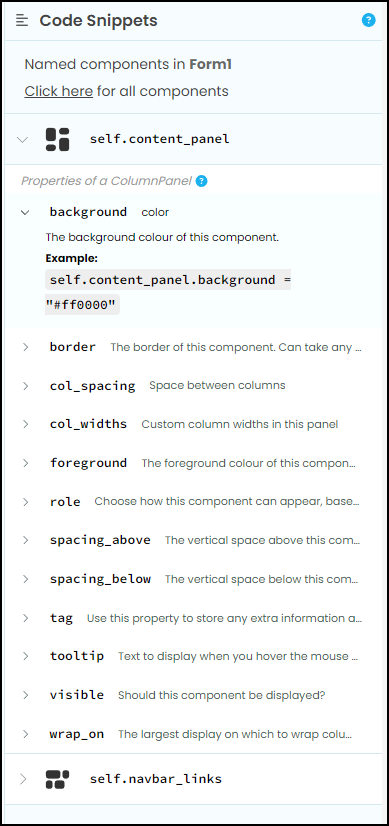 Code Snippets ?
Named components in Form1
Click here for all components
self.content_panel
Properties of a ColumnPanel ?
background color
The background colour of this component.
Example:
self.content_panel.background =
"#ff0000"
border The border of this component. Can take any ...
col_spacing Space between columns
col_widths Custom column widths in this panel
foreground The foreground colour of this compon...
role Choose how this component can appear, base...
spacing_above The vertical space above this com...
spacing_below The vertical space below this com...
tag Use this property to store any extra information a...
tooltip Text to display when you hover the mouse ...
visible Should this component be displayed?
wrap_on The largest display on which to wrap colu...
self.navbar_links